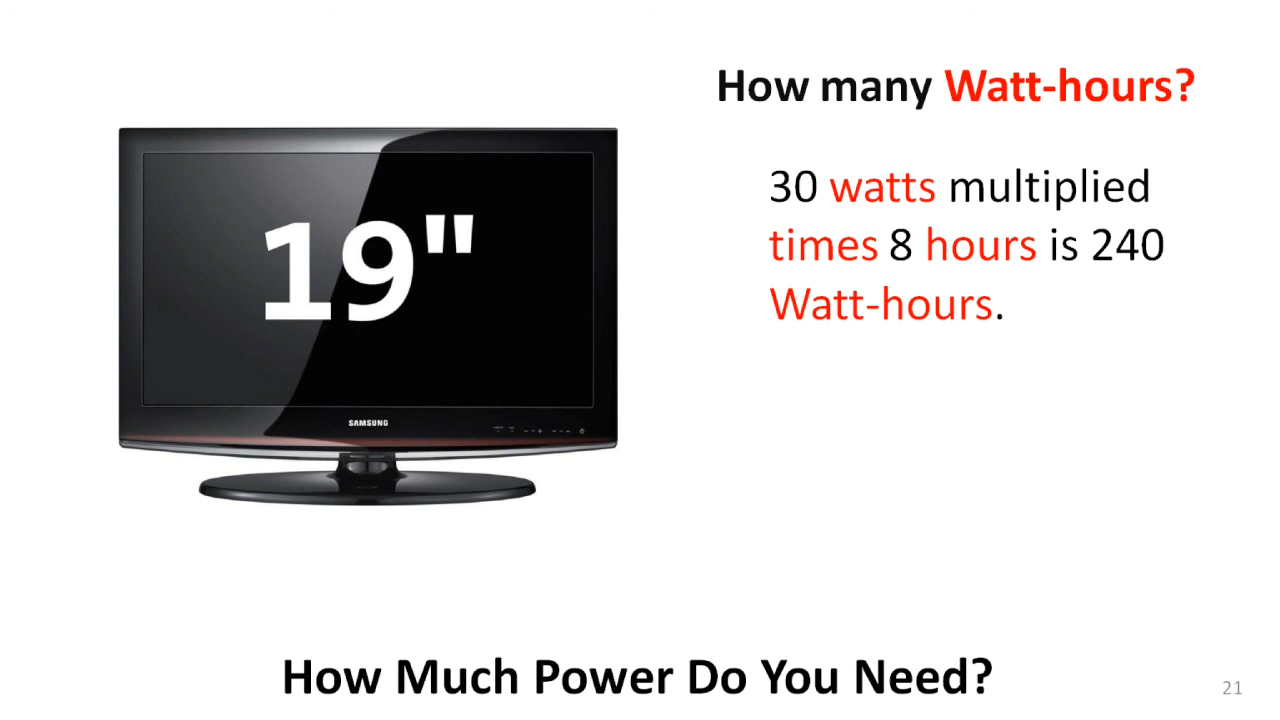 How many Watt-hours?
30 watts multiplied
times 8 hours is 240
Watt-hours.
19"
SAMSUNG
How Much Power Do You Need?
21